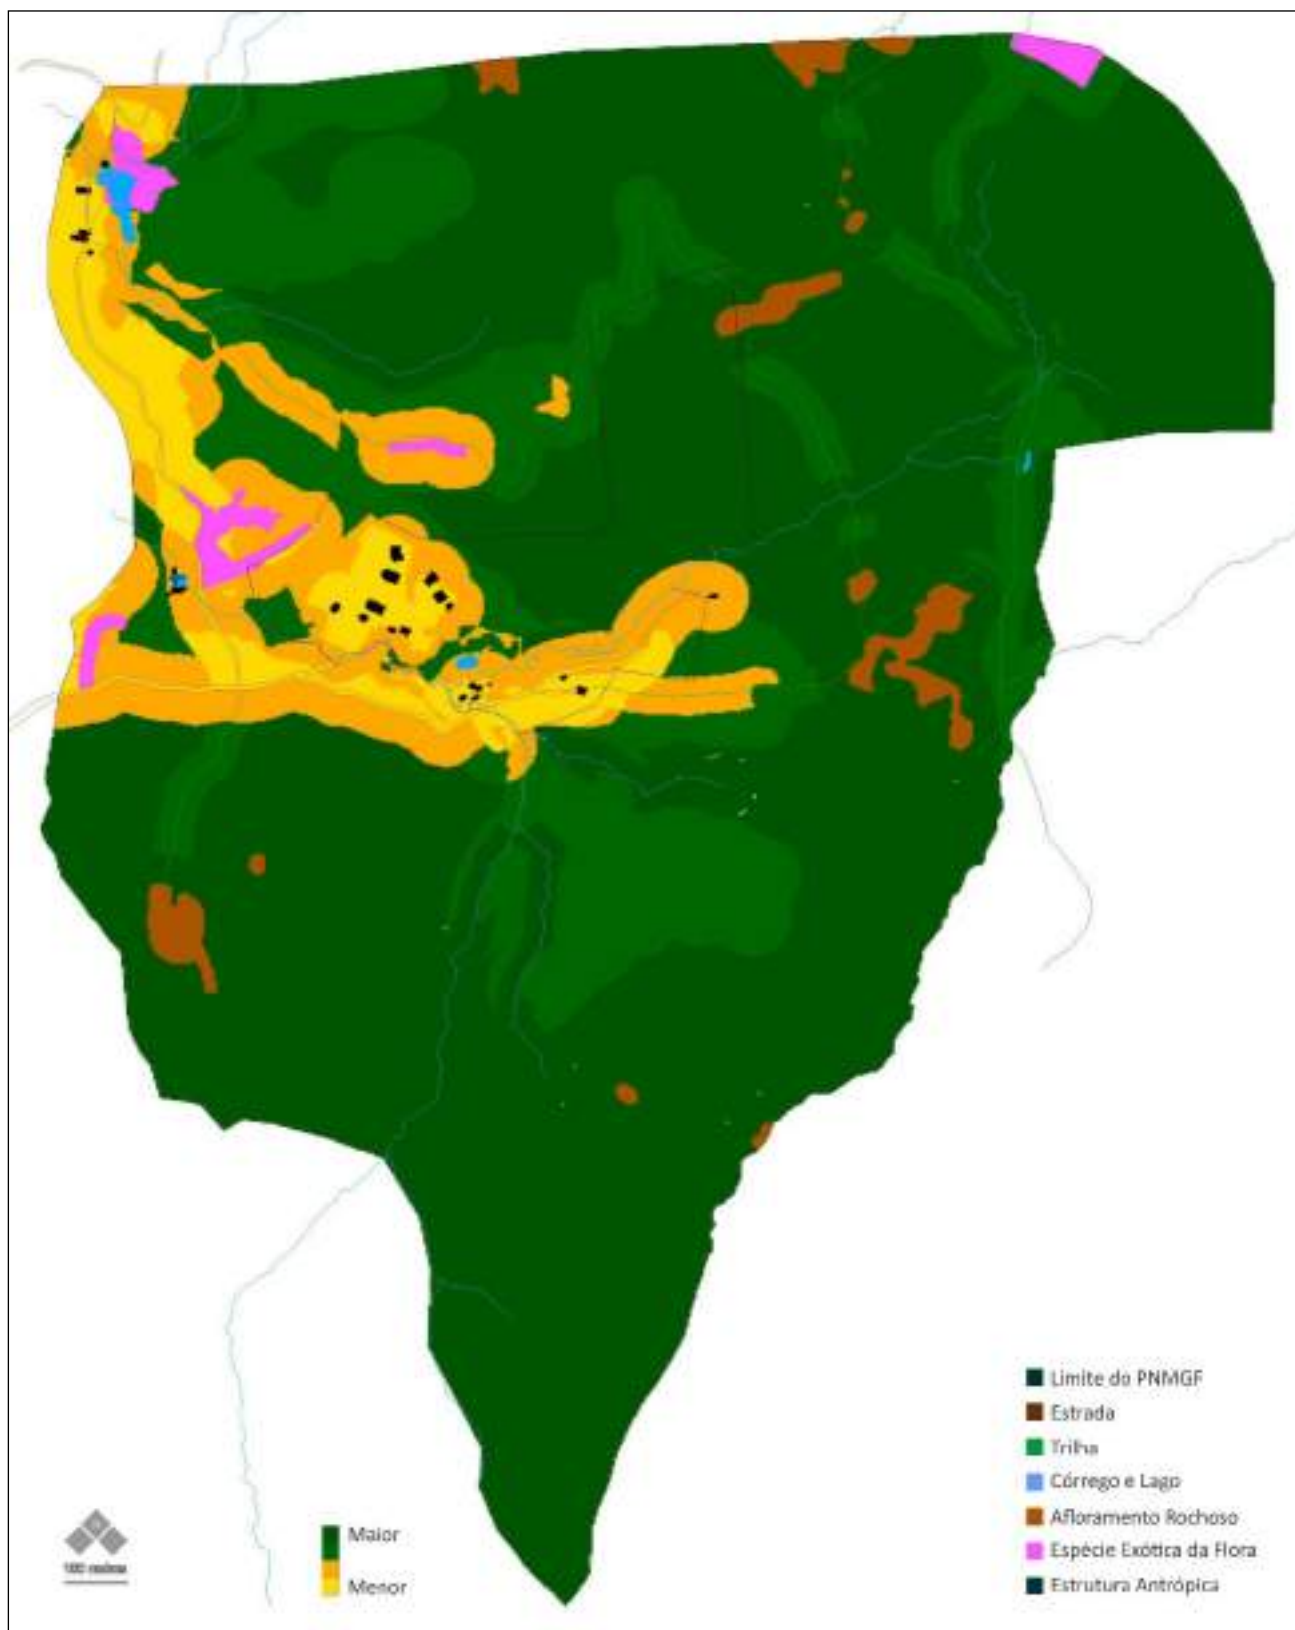 Limite do PNMGF
Estrada
Trilha
Córrego e Lago
Afloramento Rochoso
Espécie Exótica da Flora
Estrutura Antrópica
Maior
Menor